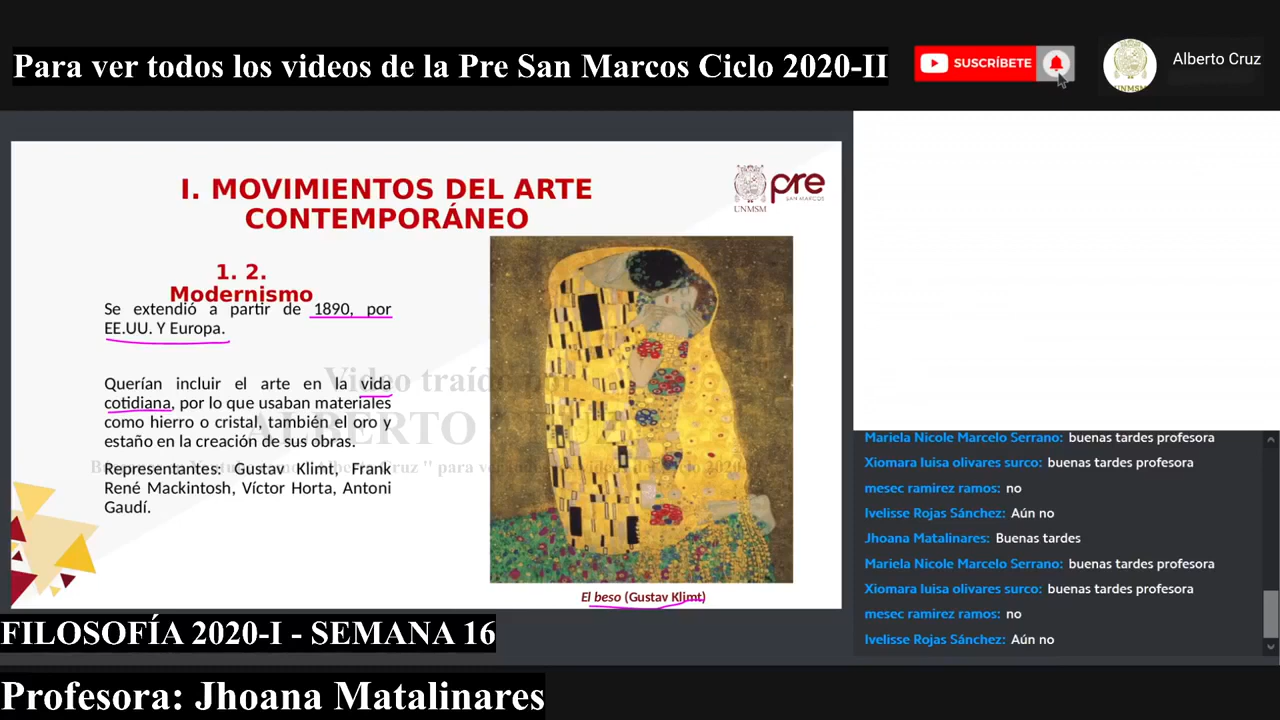 Para ver todos los videos de la Pre San Marcos Ciclo 2020-II
SUSCRÍBETE
UNMSM
Alberto Cruz
I. MOVIMIENTOS DEL ARTE
CONTEMPORÁNEO
UNMSM
pre
SAN MARCOS
1. 2.
Modernismo
Se extendió a partir de 1890, por
EE.UU. Y Europa.
Querían incluir el arte en la vida
cotidiana, por lo que usaban materiales
como hierro o cristal, también el oro y
estaño en la creación de sus obras.
Representantes: Gustav Klimt, Frank
René Mackintosh, Víctor Horta, Antoni
Gaudí.
Video traído por
ALBERTO CRUZ
El beso (Gustav Klimt)
Mariela Nicole Marcelo Serrano: buenas tardes profesora
Xiomara luisa olivares surco: buenas tardes profesora
mesec ramirez ramos: no
Ivelisse Rojas Sánchez: Aún no
Jhoana Matalinares: Buenas tardes
Mariela Nicole Marcelo Serrano: buenas tardes profesora
Xiomara luisa olivares surco: buenas tardes profesora
mesec ramirez ramos: no
Ivelisse Rojas Sánchez: Aún no
FILOSOFÍA 2020-I - SEMANA 16
Profesora: Jhoana Matalinares